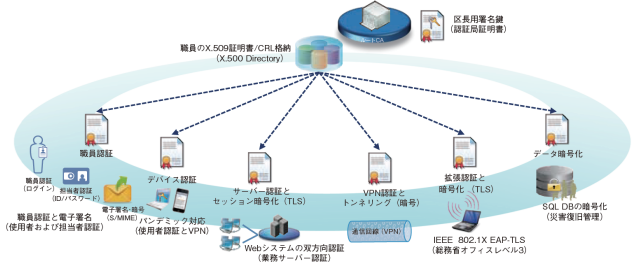 区長用署名鍵
(認証局証明書)
ルートCA
職員のX.509証明書/CRL格納
(X.500 Directory)
職員認証
デバイス認証
サーバー認証と
セッション暗号化（TLS）
VPN認証と
トンネリング（暗号）
拡張認証と
暗号化（TLS）
データ暗号化
職員認証
(ログイン)
担当者認証
(ID/パスワード)
電子署名・暗号
(S/MIME)
職員認証と電子署名
(使用者および担当者認証)
パンデミック対応
(使用者認証とVPN)
Webシステムの双方向認証
(業務サーバー認証)
通信回線（VPN）
IEEE 802.1X EAP-TLS
(総務省オフィスレベル3)
SQL DBの暗号化
(災害復旧管理)